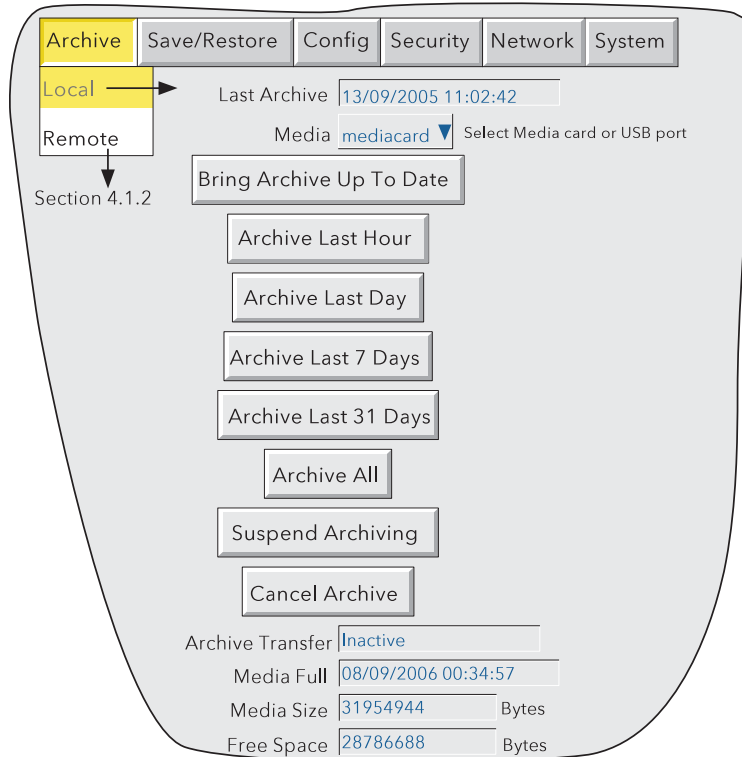 Archive Save/Restore Config Security Network System
Local
Last Archive 13/09/2005 11:02:42
Remote
Media mediacard Select Media card or USB port
Section 4.1.2
Bring Archive Up To Date
Archive Last Hour
Archive Last Day
Archive Last 7 Days
Archive Last 31 Days
Archive All
Suspend Archiving
Cancel Archive
Archive Transfer Inactive
Media Full 08/09/2006 00:34:57
Media Size 31954944 Bytes
Free Space 28786688 Bytes